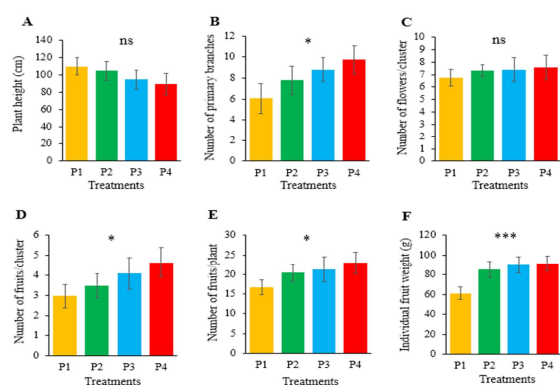 A
ns
Plant height (cm)
160
140
120
100
80
60
40
20
0
P1 P2 P3 P4
Treatments
B
*
Number of primary branches
12
10
8
6
4
2
0
P1 P2 P3 P4
Treatments
C
ns
Number of flowers/cluster
10
9
8
7
6
5
4
3
2
1
0
P1 P2 P3 P4
Treatments
D
*
Number of fruits/cluster
6
5
4
3
2
1
0
P1 P2 P3 P4
Treatments
E
*
Number of fruits/plant
30
25
20
15
10
5
0
P1 P2 P3 P4
Treatments
F
***
Individual fruit weight (g)
120
100
80
60
40
20
0
P1 P2 P3 P4
Treatments